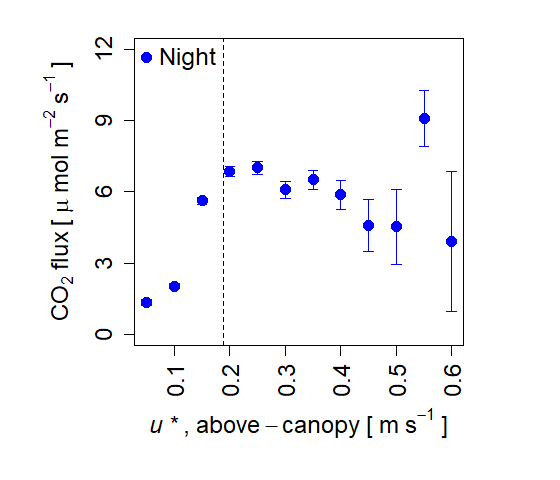 Night
12
9
6
3
0
CO₂ flux [ μ mol m⁻² s⁻¹ ]
0.1 0.2 0.3 0.4 0.5 0.6
u * , above − canopy [ m s⁻¹ ]